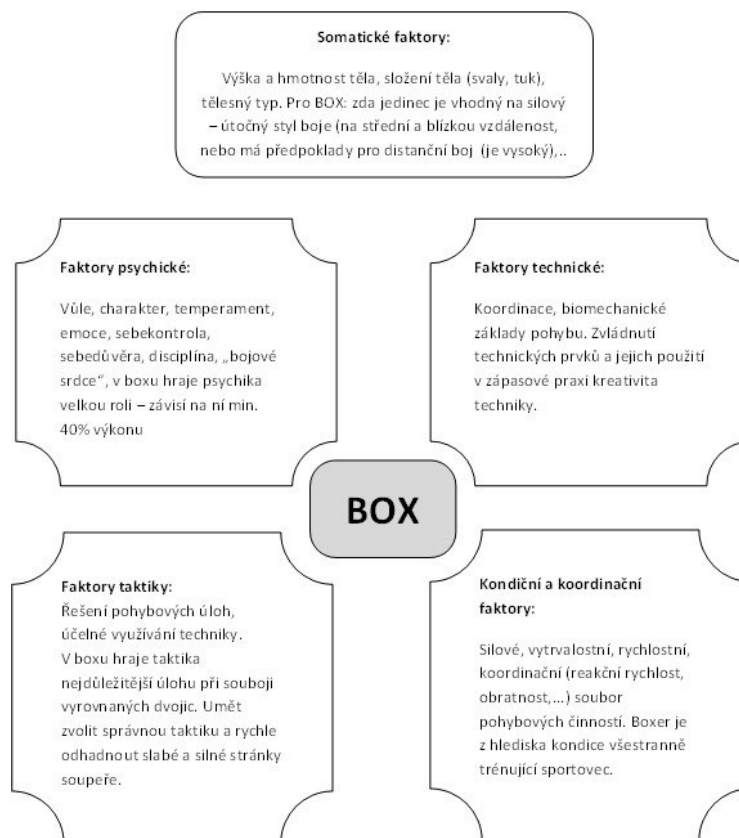 Somatické faktory:
Výška a hmotnost těla, složení těla (svaly, tuk),
tělesný typ. Pro BOX: zda jedinec je vhodný na silový
– útočný styl boje (na střední a blízkou vzdálenost,
nebo má předpoklady pro distanční boj (je vysoký),..
Faktory psychické:
Vůle, charakter, temperament,
emoce, sebekontrola,
sebedůvěra, disciplína, „bojové
srdce“, v boxu hraje psychika
velkou roli – závisí na ní min.
40% výkonu
Faktory technické:
Koordinace, biomechanické
základy pohybu. Zvládnutí
technických prvků a jejich použití
v zápasové praxi kreativita
techniky.
BOX
Faktory taktiky:
Řešení pohybových úloh,
účelné využívání techniky.
V boxu hraje taktika
nejdůležitější úlohu při souboji
vyrovnaných dvojic. Umět
zvolit správnou taktiku a rychle
odhadnout slabé a silné stránky
soupeře.
Kondiční a koordinační
faktory:
Silové, vytrvalostní, rychlostní,
koordinační (reakční rychlost,
obratnost,...) soubor
pohybových činností. Boxer je
z hlediska kondice všestranně
trénující sportovec.